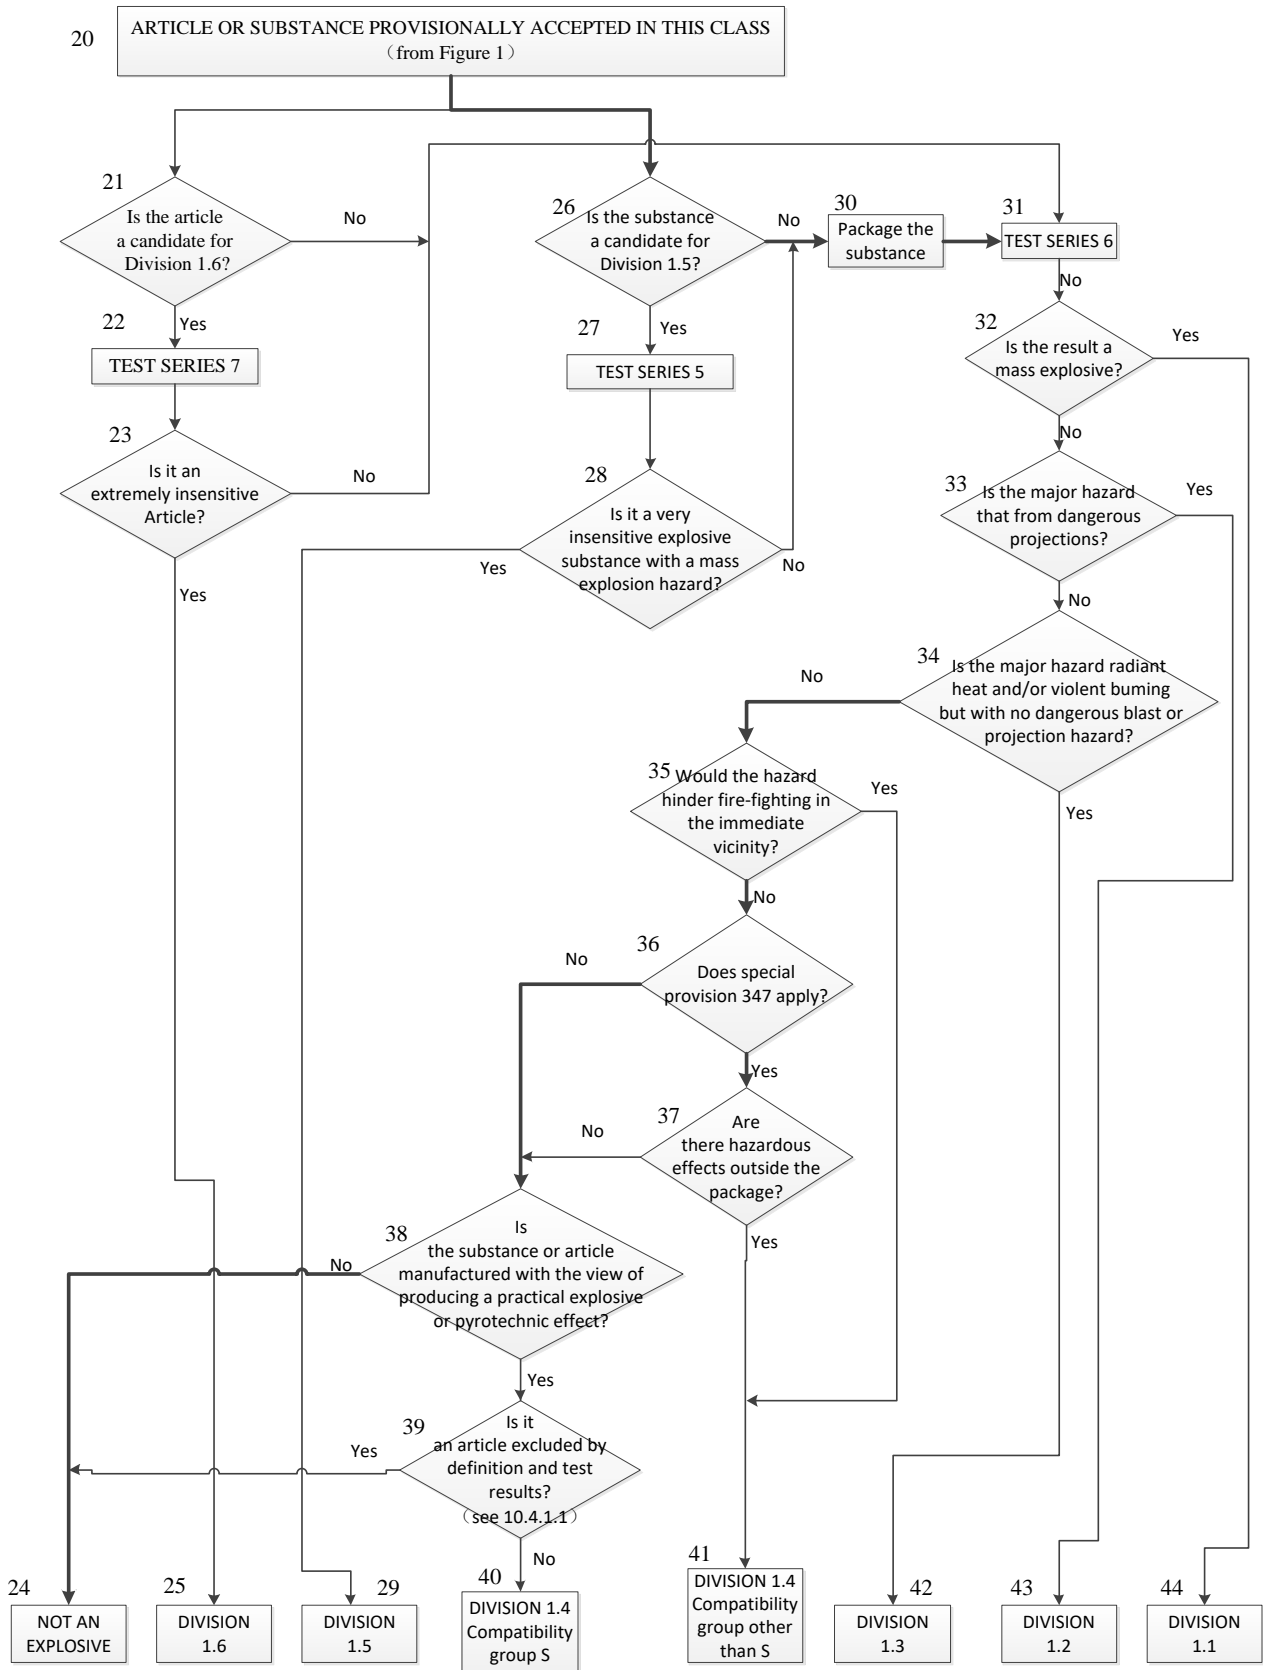 20
ARTICLE OR SUBSTANCE PROVISIONALLY ACCEPTED IN THIS CLASS
（from Figure 1）
21
Is the article
a candidate for
Division 1.6?
No
Yes
22
TEST SERIES 7
23
Is it an
extremely insensitive
Article?
No
Yes
26
Is the substance
a candidate for
Division 1.5?
No
Yes
27
TEST SERIES 5
28
Is it a very
insensitive explosive
substance with a mass
explosion hazard?
Yes
No
30
Package the
substance
31
TEST SERIES 6
No
32
Is the result a
mass explosive?
Yes
No
33
Is the major hazard
that from dangerous
projections?
Yes
No
34
Is the major hazard radiant
heat and/or violent buming
but with no dangerous blast or
projection hazard?
No
Yes
35
Would the hazard
hinder fire-fighting in
the immediate
vicinity?
Yes
No
36
Does special
provision 347 apply?
No
Yes
37
Are
there hazardous
effects outside the
package?
No
Yes
38
Is
the substance or article
manufactured with the view of
producing a practical explosive
or pyrotechnic effect?
No
Yes
39
Is it
an article excluded by
definition and test
results?
（see 10.4.1.1）
Yes
No
24
NOT AN
EXPLOSIVE
25
DIVISION
1.6
29
DIVISION
1.5
40
DIVISION 1.4
Compatibility
group S
41
DIVISION 1.4
Compatibility
group other
than S
42
DIVISION
1.3
43
DIVISION
1.2
44
DIVISION
1.1